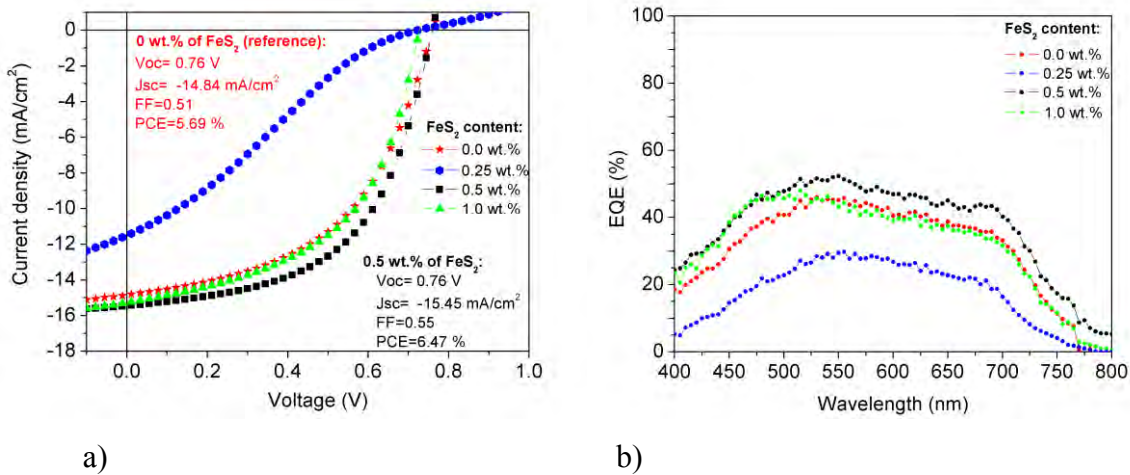 0 wt.% of FeS2 (reference):
Voc= 0.76 V
Jsc= -14.84 mA/cm2
FF=0.51
PCE=5.69 %
FeS2 content:
0.0 wt.%
0.25 wt.%
0.5 wt.%
1.0 wt.%
0.5 wt.% of FeS2:
Voc= 0.76 V
Jsc= -15.45 mA/cm2
FF=0.55
PCE=6.47 %
Current density (mA/cm2)
0
-2
-4
-6
-8
-10
-12
-14
-16
-18
0.0 0.2 0.4 0.6 0.8 1.0
Voltage (V)
a)
FeS2 content:
0.0 wt.%
0.25 wt.%
0.5 wt.%
1.0 wt.%
EQE (%)
100
80
60
40
20
0
400 450 500 550 600 650 700 750 800
Wavelength (nm)
b)